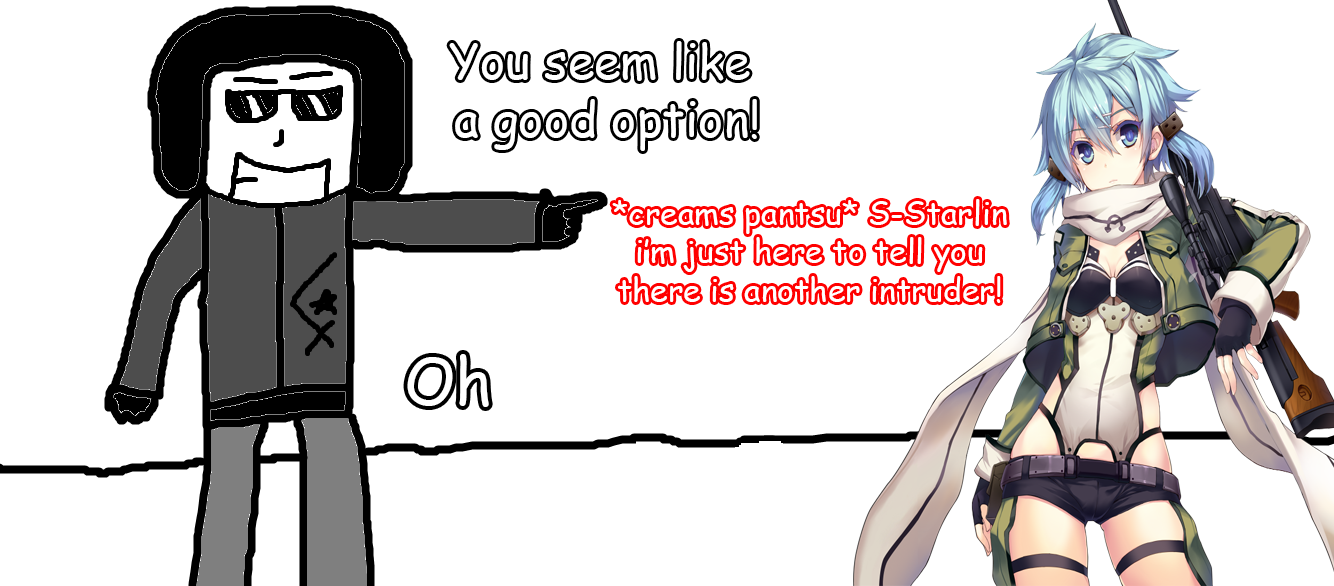 You seem like
a good option!
*creams pantsu* S-Starlin
i'm just here to tell you
there is another intruder!
Oh